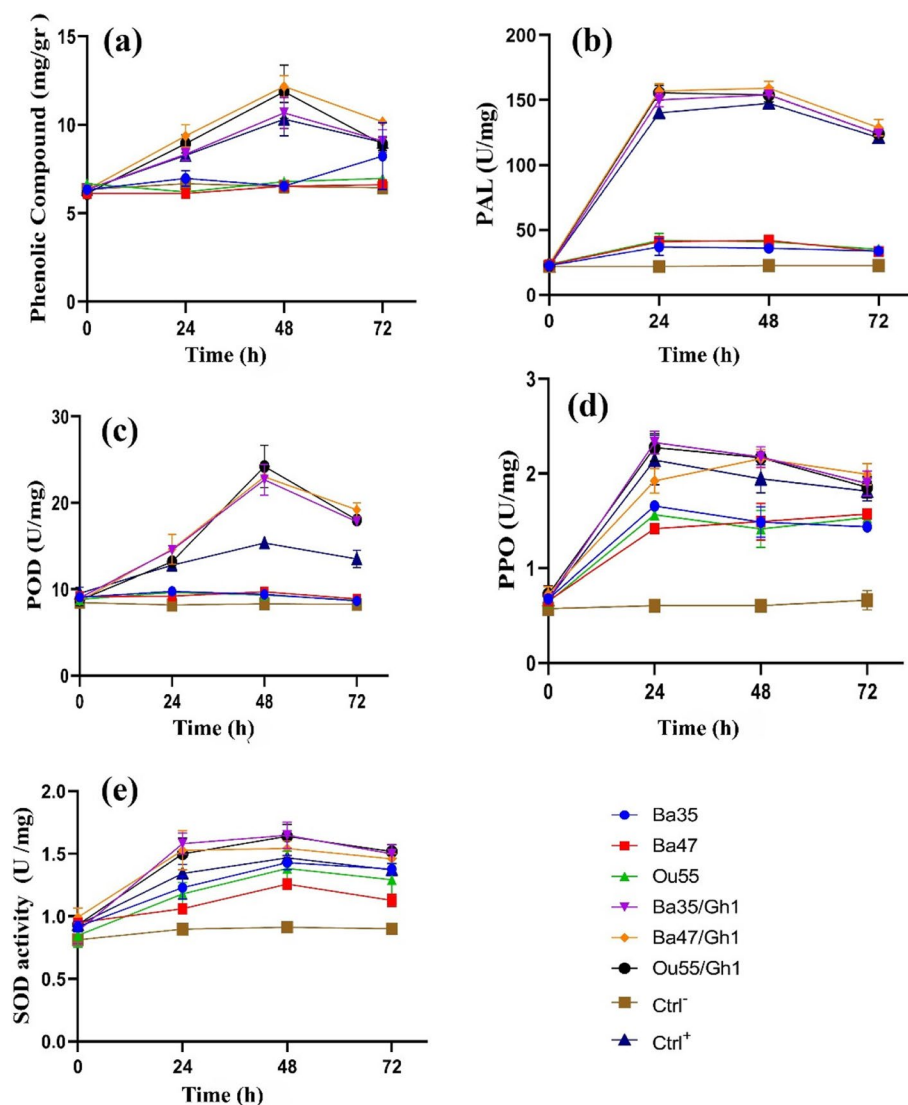 (a)
Phenolic Compound (mg/gr)
15
10
5
0
0 24 48 72
Time (h)
(b)
PAL (U/mg)
200
150
100
50
0
0 24 48 72
Time (h)
(c)
POD (U/mg)
30
20
10
0
0 24 48 72
Time (h)
(d)
PPO (U/mg)
3
2
1
0
0 24 48 72
Time (h)
(e)
SOD activity (U /mg)
2.0
1.5
1.0
0.5
0.0
0 24 48 72
Time (h)
Ba35
Ba47
Ou55
Ba35/Gh1
Ba47/Gh1
Ou55/Gh1
Ctrl⁻
Ctrl⁺